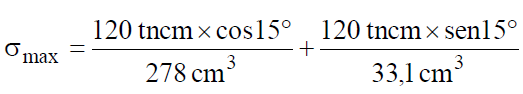 σmax = 120 tncm × cos15° / 278 cm³ + 120 tncm × sen15° / 33,1 cm³